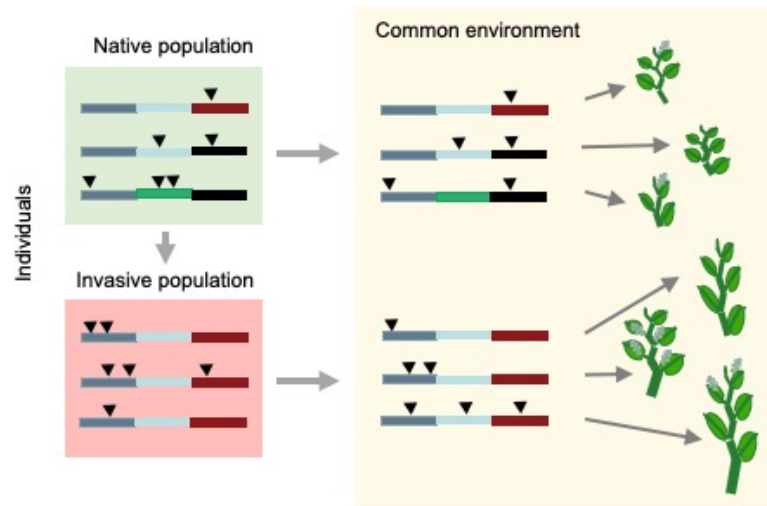 Native population
Common environment
Individuals
Invasive population